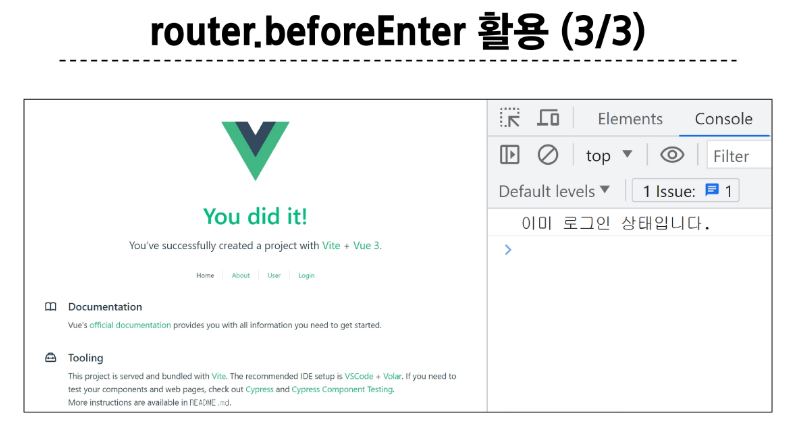 router.beforeEnter 활용 (3/3)
You did it!
You've successfully created a project with Vite + Vue 3.
Home About User Login
Documentation
Vue's official documentation provides you with all information you need to get started.
Tooling
This project is served and bundled with Vite. The recommended IDE setup is VSCode + Volar. If you need to
test your components and web pages, check out Cypress and Cypress Component Testing.
More instructions are available in README.md.
Elements Console
top Filter
Default levels 1 Issue: 1
이미 로그인 상태입니다.